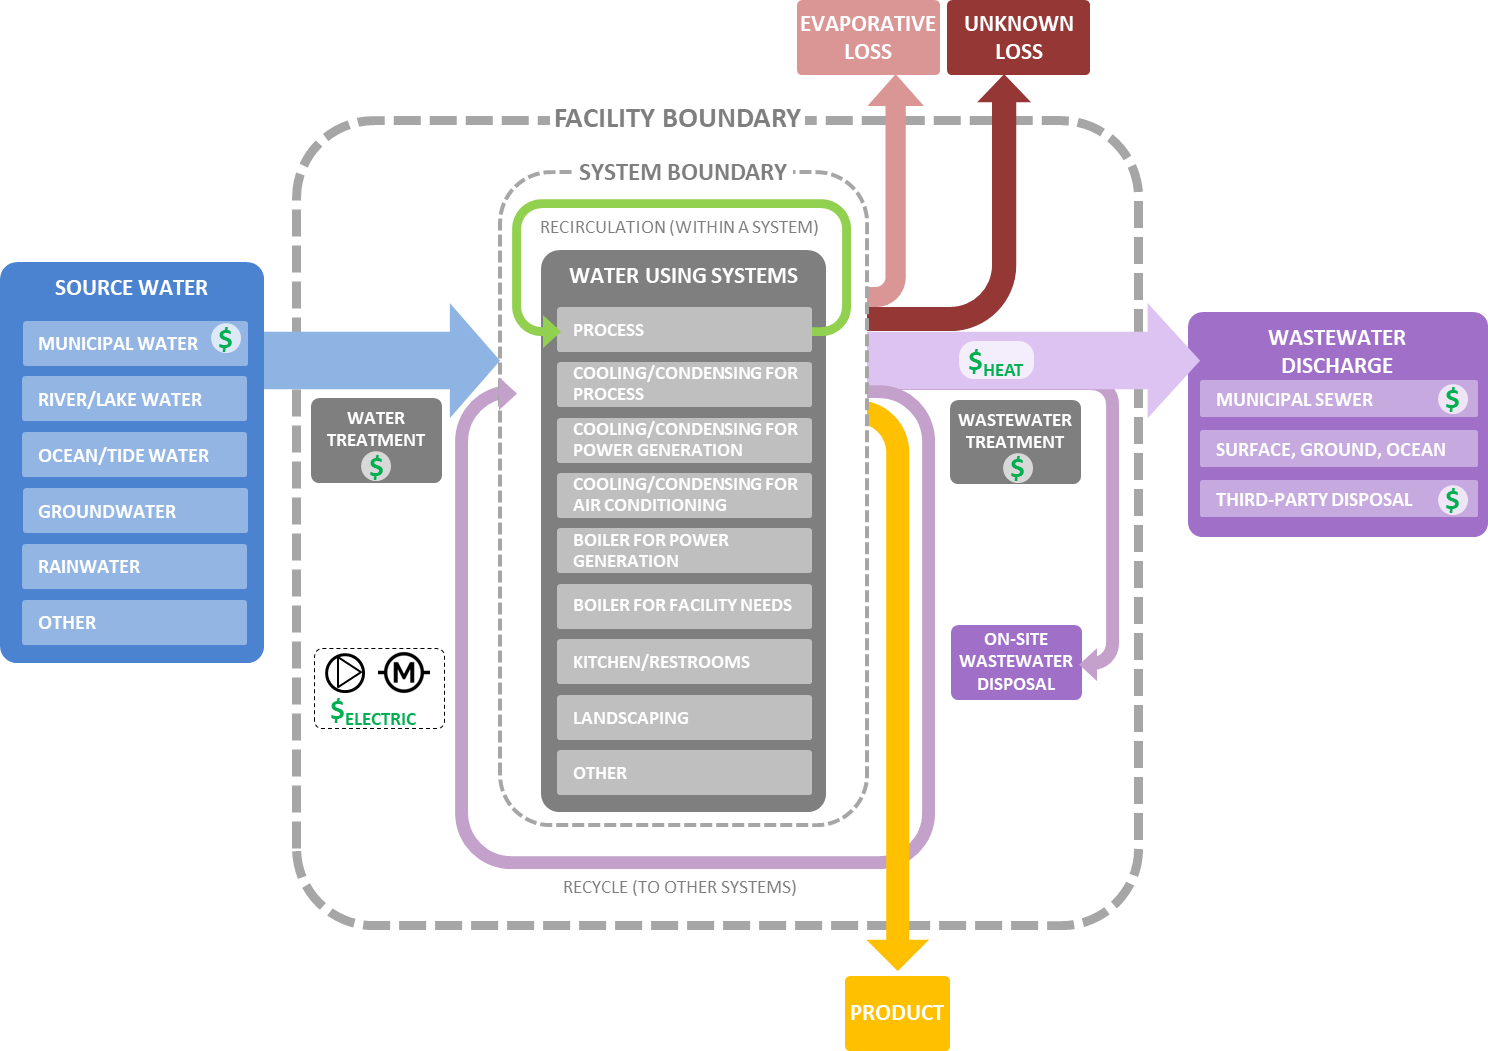 EVAPORATIVE
LOSS
UNKNOWN
LOSS
FACILITY BOUNDARY
SYSTEM BOUNDARY
RECIRCULATION (WITHIN A SYSTEM)
SOURCE WATER
MUNICIPAL WATER $
RIVER/LAKE WATER
OCEAN/TIDE WATER
GROUNDWATER
RAINWATER
OTHER
WATER
TREATMENT
$
M
$ELECTRIC
WATER USING SYSTEMS
PROCESS
COOLING/CONDENSING FOR
PROCESS
COOLING/CONDENSING FOR
POWER GENERATION
COOLING/CONDENSING FOR
AIR CONDITIONING
BOILER FOR POWER
GENERATION
BOILER FOR FACILITY NEEDS
KITCHEN/RESTROOMS
LANDSCAPING
OTHER
RECYCLE (TO OTHER SYSTEMS)
$HEAT
WASTEWATER
TREATMENT
$
ON-SITE
WASTEWATER
DISPOSAL
WASTEWATER
DISCHARGE
MUNICIPAL SEWER $
SURFACE, GROUND, OCEAN
THIRD-PARTY DISPOSAL $
PRODUCT